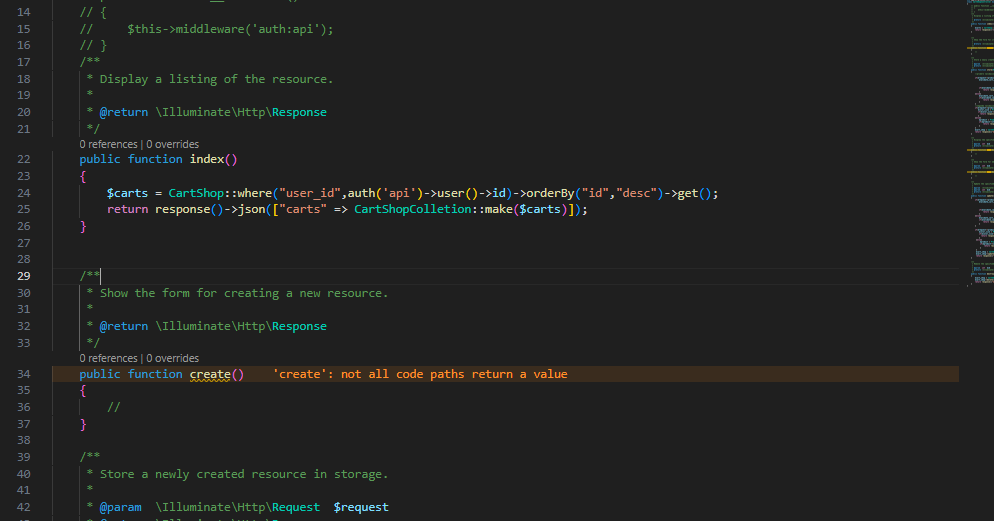 14 // {
15 //     $this->middleware('auth:api');
16 // }
17 /**
18  * Display a listing of the resource.
19  *
20  * @return \Illuminate\Http\Response
21  */
0 references | 0 overrides
22 public function index()
23 {
24     $carts = CartShop::where("user_id",auth('api')->user()->id)->orderBy("id","desc")->get();
25     return response()->json(["carts" => CartShopColletion::make($carts)]);
26 }
27
28
29 /**
30  * Show the form for creating a new resource.
31  *
32  * @return \Illuminate\Http\Response
33  */
0 references | 0 overrides
34 public function create()    'create': not all code paths return a value
35 {
36     //
37 }
38
39 /**
40  * Store a newly created resource in storage.
41  *
42  * @param  \Illuminate\Http\Request  $request